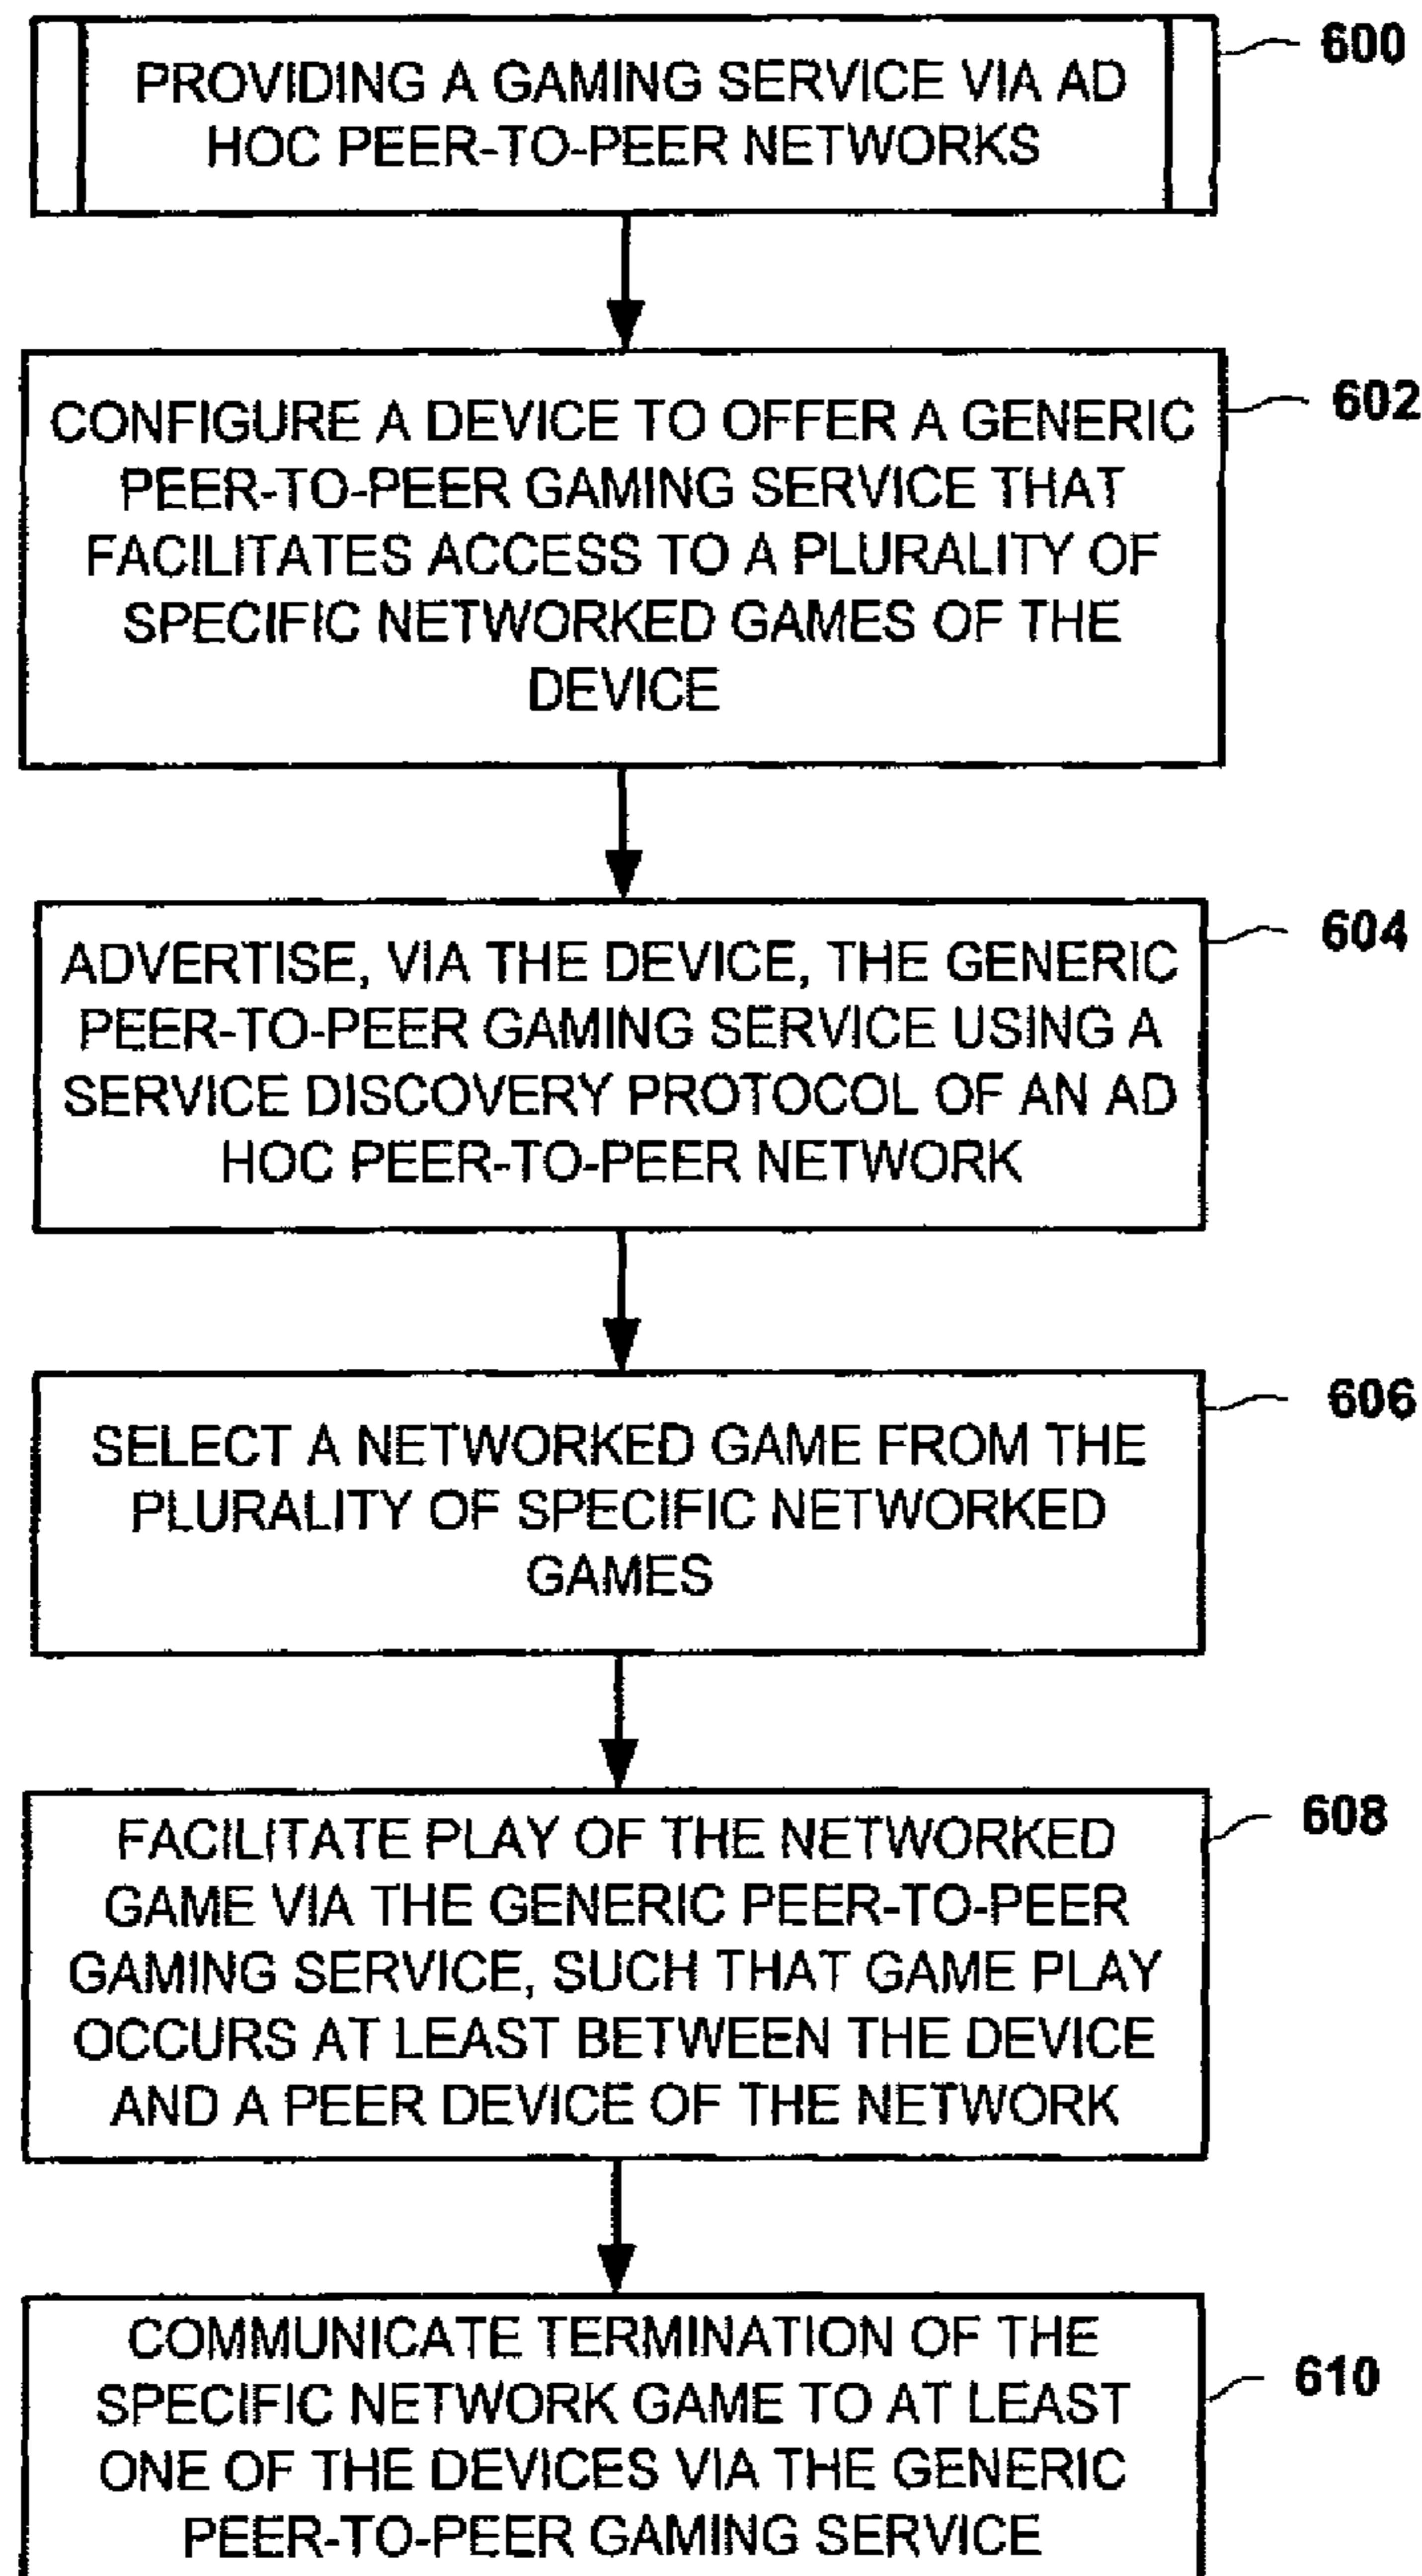 PROVIDING A GAMING SERVICE VIA AD
HOC PEER-TO-PEER NETWORKS
600
CONFIGURE A DEVICE TO OFFER A GENERIC
PEER-TO-PEER GAMING SERVICE THAT
FACILITATES ACCESS TO A PLURALITY OF
SPECIFIC NETWORKED GAMES OF THE
DEVICE
602
ADVERTISE, VIA THE DEVICE, THE GENERIC
PEER-TO-PEER GAMING SERVICE USING A
SERVICE DISCOVERY PROTOCOL OF AN AD
HOC PEER-TO-PEER NETWORK
604
SELECT A NETWORKED GAME FROM THE
PLURALITY OF SPECIFIC NETWORKED
GAMES
606
FACILITATE PLAY OF THE NETWORKED
GAME VIA THE GENERIC PEER-TO-PEER
GAMING SERVICE, SUCH THAT GAME PLAY
OCCURS AT LEAST BETWEEN THE DEVICE
AND A PEER DEVICE OF THE NETWORK
608
COMMUNICATE TERMINATION OF THE
SPECIFIC NETWORK GAME TO AT LEAST
ONE OF THE DEVICES VIA THE GENERIC
PEER-TO-PEER GAMING SERVICE
610